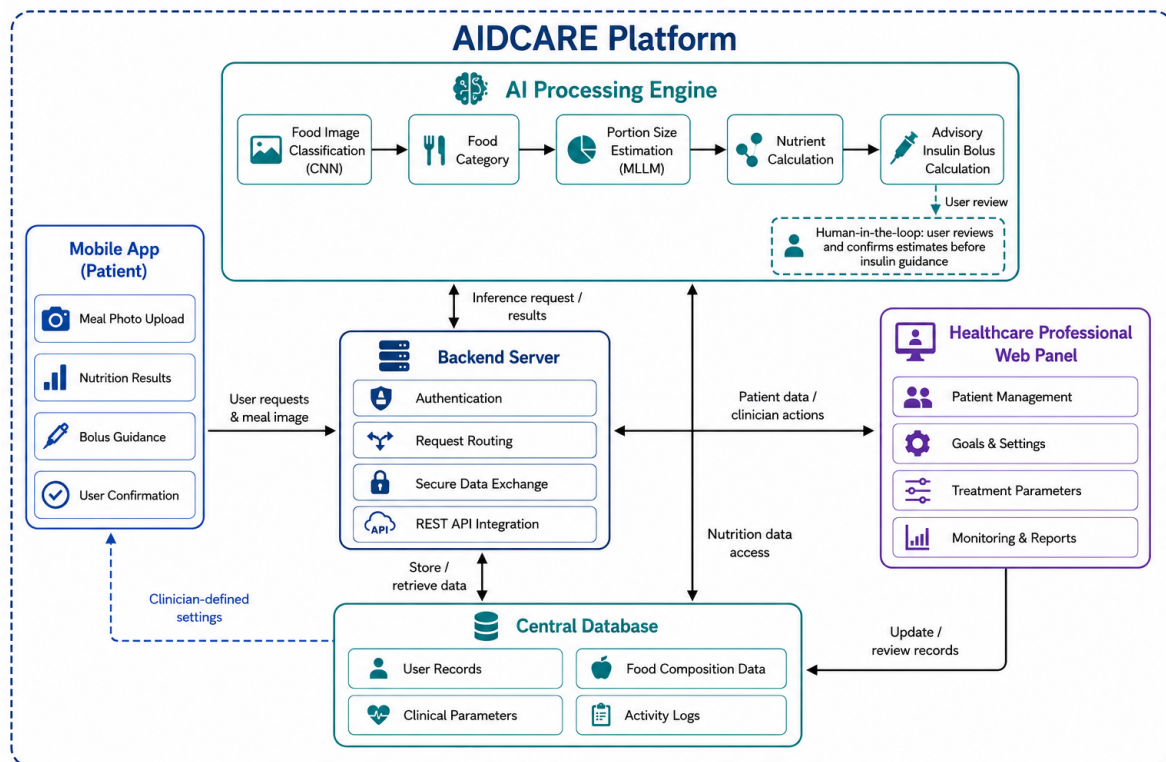 AIDCARE Platform
AI Processing Engine
Food Image
Classification
(CNN)
Food
Category
Portion Size
Estimation
(MLLM)
Nutrient
Calculation
Advisory
Insulin Bolus
Calculation
User review
Human-in-the-loop: user reviews
and confirms estimates before
insulin guidance
Mobile App
(Patient)
Meal Photo Upload
Nutrition Results
Bolus Guidance
User Confirmation
User requests
& meal image
Inference request /
results
Backend Server
Authentication
Request Routing
Secure Data Exchange
API
REST API Integration
Patient data /
clinician actions
Healthcare Professional
Web Panel
Patient Management
Goals & Settings
Treatment Parameters
Monitoring & Reports
Store /
retrieve data
Nutrition data
access
Clinician-defined
settings
Update /
review records
Central Database
User Records
Food Composition Data
Clinical Parameters
Activity Logs